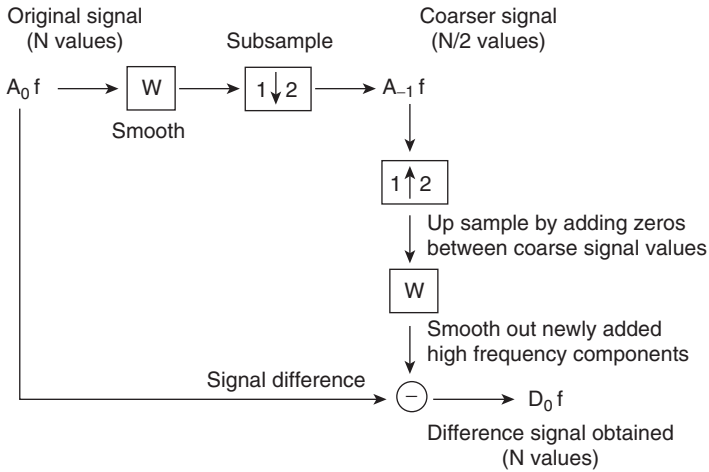 Original signal
(N values)
Subsample
Coarser signal
(N/2 values)
A₀ f
W
1 2
A₋₁ f
Smooth
1 2
Up sample by adding zeros
between coarse signal values
W
Smooth out newly added
high frequency components
Signal difference
−
D₀ f
Difference signal obtained
(N values)